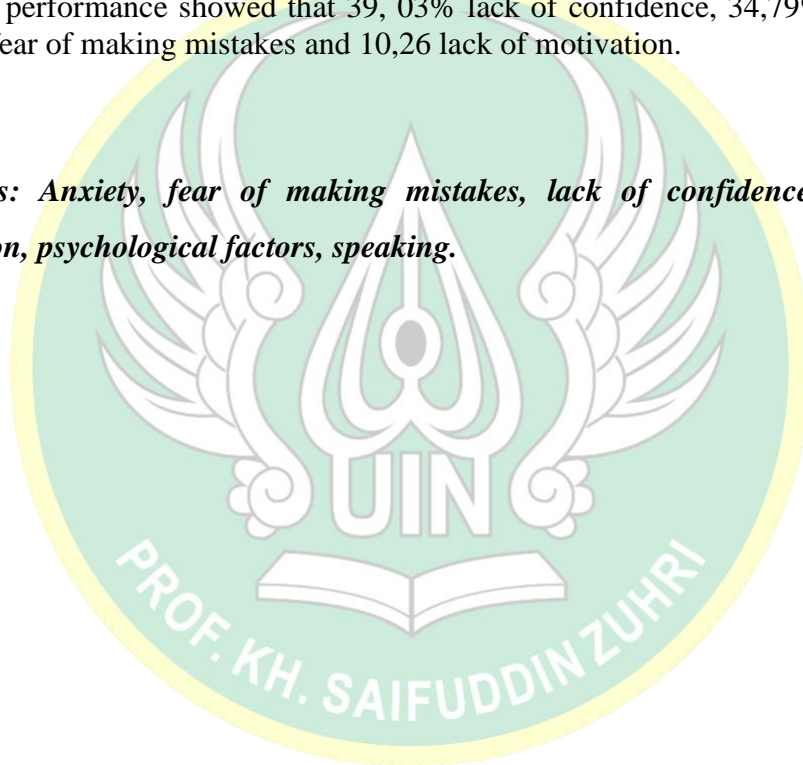 performance showed that 39, 03% lack of confidence, 34,79
fear of making mistakes and 10,26 lack of motivation.
s: Anxiety, fear of making mistakes, lack of confidence
on, psychological factors, speaking.
UIN
PROF. KH. SAIFUDDIN ZUHRI